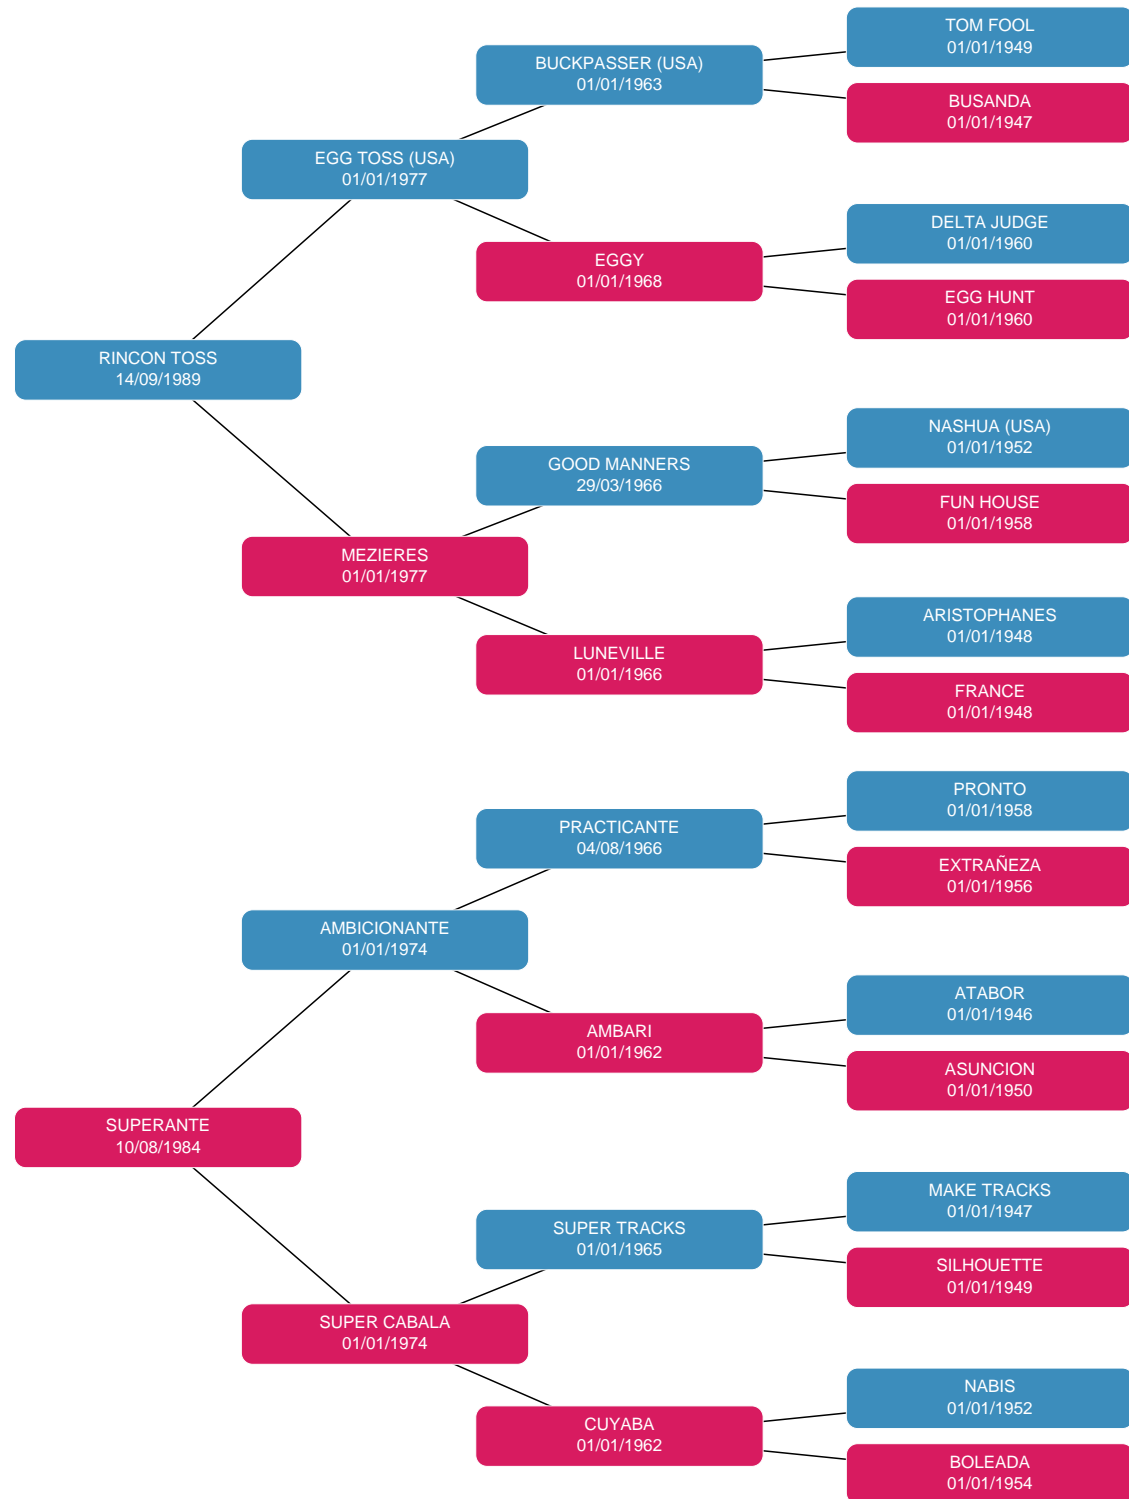 TOM FOOL
01/01/1949
BUCKPASSER (USA)
01/01/1963
BUSANDA
01/01/1947
EGG TOSS (USA)
01/01/1977
DELTA JUDGE
01/01/1960
EGGY
01/01/1968
EGG HUNT
01/01/1960
RINCON TOSS
14/09/1989
NASHUA (USA)
01/01/1952
GOOD MANNERS
29/03/1966
FUN HOUSE
01/01/1958
MEZIERES
01/01/1977
ARISTOPHANES
01/01/1948
LUNEVILLE
01/01/1966
FRANCE
01/01/1948
PRONTO
01/01/1958
PRACTICANTE
04/08/1966
EXTRAÑEZA
01/01/1956
AMBICIONANTE
01/01/1974
ATABOR
01/01/1946
AMBARI
01/01/1962
ASUNCION
01/01/1950
SUPERANTE
10/08/1984
MAKE TRACKS
01/01/1947
SUPER TRACKS
01/01/1965
SILHOUETTE
01/01/1949
SUPER CABALA
01/01/1974
NABIS
01/01/1952
CUYABA
01/01/1962
BOLEADA
01/01/1954